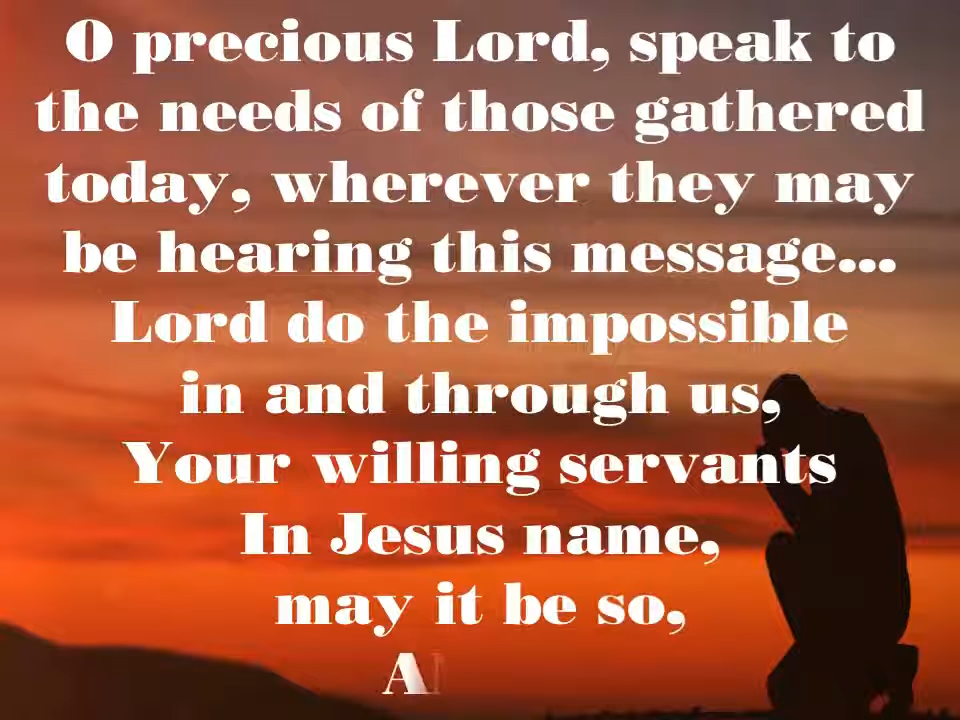 O precious Lord, speak to
the needs of those gathered
today, wherever they may
be hearing this message...
Lord do the impossible
in and through us,
Your willing servants
In Jesus name,
may it be so,
A